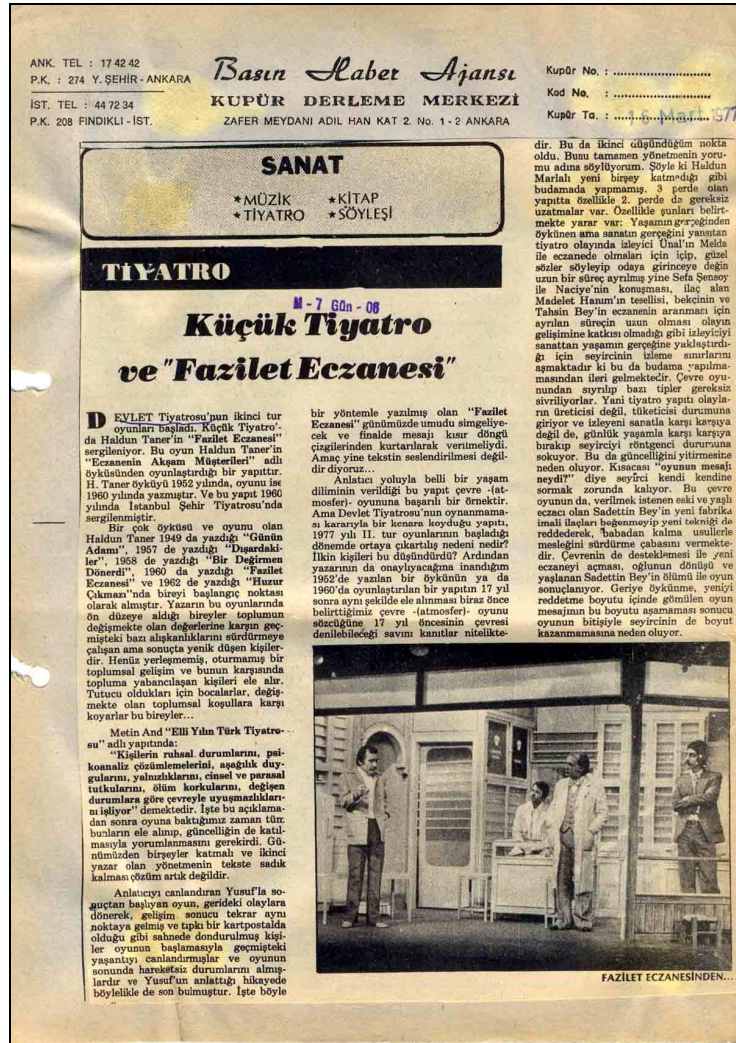 ANK. TEL : 17 42 42
P.K. : 274 Y. ŞEHİR - ANKARA
İST. TEL : 44 72 34
P.K. 208 FINDIKLI - İST.
Basın Haber Ajansı
KUPÜR DERLEME MERKEZİ
ZAFER MEYDANI ADIL HAN KAT 2. No. 1 - 2 ANKARA
Kupür No. : ..........................
Kod No. : ..........................
Kupür Ta. : ..........................
16 Mart 1977
SANAT
★MÜZİK ★KİTAP
★TİYATRO ★SÖYLEŞİ
TİYATRO
M - 7 Gün - 06
Küçük Tiyatro
ve "Fazilet Eczanesi"
DEVLET Tiyatrosu'nun ikinci tur
oyunları başladı. Küçük Tiyatro'-
da Haldun Taner'in "Fazilet Eczanesi"
sergileniyor. Bu oyun Haldun Taner'in
"Eczanenin Akşam Müşterileri" adlı
öyküsünden oyunlaştırdığı bir yapıttır.
H. Taner öyküyü 1952 yılında, oyunu ise
1960 yılında yazmıştır. Ve bu yapıt 1960
yılında İstanbul Şehir Tiyatrosu'nda
sergilenmiştir.
Bir çok öyküsü ve oyunu olan
Haldun Taner 1949 da yazdığı "Günün
Adamı", 1957 de yazdığı "Dışardaki-
ler", 1958 de yazdığı "Bir Değirmen
Dönerdi", 1960 da yazdığı "Fazilet
Eczanesi" ve 1962 de yazdığı "Huzur
Çıkmazı"nda bireyi başlangıç noktası
olarak almıştır. Yazarın bu oyunlarında
ön düzeye aldığı bireyler toplumun
değişmekte olan değerlerine karşın geç-
mişteki bazı alışkanlıklarını sürdürmeye
çalışan ama sonuçta yenik düşen kişiler-
dir. Henüz yerleşmemiş, oturmamış bir
toplumsal gelişim ve bunun karşısında
topluma yabancılaşan kişileri ele alır.
Tutucu oldukları için bocalarlar, değiş-
mekte olan toplumsal koşullara karşı
koyarlar bu bireyler...
Metin And "Elli Yılın Türk Tiyatro-
su" adlı yapıtında:
"Kişilerin ruhsal durumlarını, psi-
koanaliz çözümlemelerini, aşağılık duy-
gularını, yalnızlıklarını, cinsel ve parasal
tutkularını, ölüm korkularını, değişen
durumlara göre çevreyle uyuşmazlıkları-
nı işliyor" demektedir. İşte bu açıklama-
dan sonra oyuna baktığımız zaman tüm
bunların ele alınıp, güncelliğin de katıl-
masıyla yorumlanması gerekirdi. Gü-
nümüzden birşeyler katmalı ve ikinci
yazar olan yönetmenin tekste sadık
kalması çözüm artık değildir.
Anlatıcıyı canlandıran Yusuf'la so-
nuçtan başlıyan oyun, gerideki olaylara
dönerek, gelişim sonucu tekrar aynı
noktaya gelmiş ve tıpkı bir kartpostalda
olduğu gibi sahnede dondurulmuş kişi-
ler oyunun başlamasıyla geçmişteki
yaşantıyı canlandırmışlar ve oyunun
sonunda hareketsiz durumlarını almış-
lardır ve Yusuf'un anlattığı hikayede
böylelikle de son bulmuştur. İşte böyle
bir yöntemle yazılmış olan "Fazilet
Eczanesi" günümüzde umudu simgeliye-
cek ve finalde mesajı kısır döngü
çizgilerinden kurtarılarak verilmeliydi.
Amaç yine tekstin seslendirilmesi değil-
dir diyoruz...
Anlatıcı yoluyla belli bir yaşam
diliminin verildiği bu yapıt çevre -(at-
mosfer)- oyununa başarılı bir örnektir.
Ama Devlet Tiyatrosu'nun oynanmama-
sı kararıyla bir kenara koyduğu yapıtı,
1977 yılı II. tur oyunlarının başladığı
dönemde ortaya çıkartılış nedeni nedir?
İlkin kişileri bu düşündürdü? Ardından
yazarının da onaylıyacağına inandığım
1952'de yazılan bir öykünün ya da
1960'da oyunlaştırılan bir yapıtın 17 yıl
sonra aynı şekilde ele alınması biraz önce
belirttiğimiz çevre -(atmosfer)- oyunu
sözcüğüne 17 yıl öncesinin çevresi
denilebileceği savını kanıtlar nitelikte-
dir. Bu da ikinci düşündüğüm nokta
oldu. Bunu tamamen yönetmenin yoru-
mu adına söylüyorum. Şöyle ki Haldun
Marlalı yeni birşey katmadığı gibi
budamada yapmamış. 3 perde olan
yapıtta özellikle 2. perde da gereksiz
uzatmalar var. Özellikle şunları belirt-
mekte yarar var: Yaşamın gerçeğinden
öykünen ama sanatın gerçeğini yansıtan
tiyatro olayında izleyici Ünal'ın Melda
ile eczanede olmaları için içip, güzel
sözler söyleyip odaya girinceye değin
uzun bir süreç ayrılmış yine Sefa Şensoy
ile Naciye'nin konuşması, ilaç alan
Madelet Hanım'ın tesellisi, bekçinin ve
Tahsin Bey'in eczanenin aranması için
ayrılan sürecin uzun olması olayın
gelişimine katkısı olmadığı gibi izleyiciyi
sanattan yaşamın gerçeğine yaklaştırdı-
ğı için seyircinin izleme sınırlarını
aşmaktadır ki bu da budama yapılma-
masından ileri gelmektedir. Çevre oyu-
nundan sıyrılıp bazı tipler gereksiz
sivriliyorlar. Yani tiyatro yapıtı olayla-
rın üreticisi değil, tüketicisi durumuna
giriyor ve izleyeni sanatla karşı karşıya
değil de, günlük yaşamla karşı karşıya
bırakıp seyirciyi röntgenci durumuna
sokuyor. Bu da güncelliğini yitirmesine
neden oluyor. Kısacası "oyunun mesajı
neydi?" diye seyirci kendi kendine
sormak zorunda kalıyor. Bu çevre
oyunun da, verilmek istenen eski ve yaşlı
eczacı olan Sadettin Bey'in yeni fabrika
imali ilaçları beğenmeyip yeni tekniği de
reddederek, babadan kalma usullerle
mesleğini sürdürme çabasını vermekte-
dir. Çevrenin de desteklemesi ile yeni
eczaneyi açması, oğlunun dönüşü ve
yaşlanan Sadettin Bey'in ölümü ile oyun
sonuçlanıyor. Geriye öykünme, yeniyi
reddetme boyutu içinde gömülen oyun
mesajının bu boyutu aşamaması sonucu
oyunun bitişiyle seyircinin de boyut
kazanmamasına neden oluyor.
FAZİLET ECZANESİNDEN...